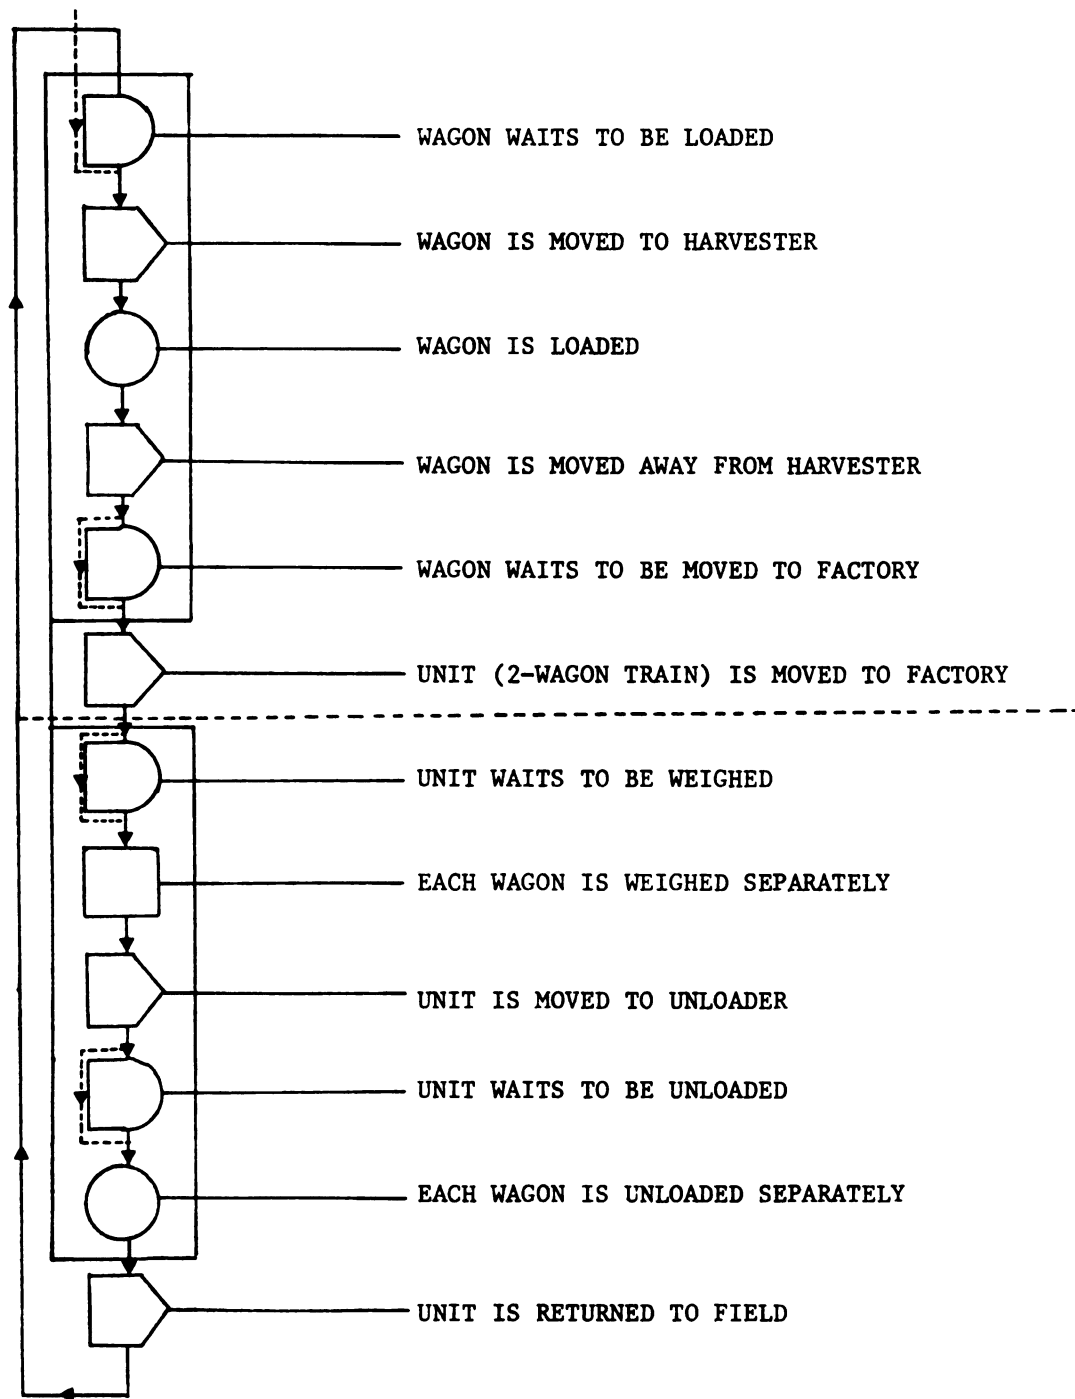 WAGON WAITS TO BE LOADED
WAGON IS MOVED TO HARVESTER
WAGON IS LOADED
WAGON IS MOVED AWAY FROM HARVESTER
WAGON WAITS TO BE MOVED TO FACTORY
UNIT (2-WAGON TRAIN) IS MOVED TO FACTORY
UNIT WAITS TO BE WEIGHED
EACH WAGON IS WEIGHED SEPARATELY
UNIT IS MOVED TO UNLOADER
UNIT WAITS TO BE UNLOADED
EACH WAGON IS UNLOADED SEPARATELY
UNIT IS RETURNED TO FIELD